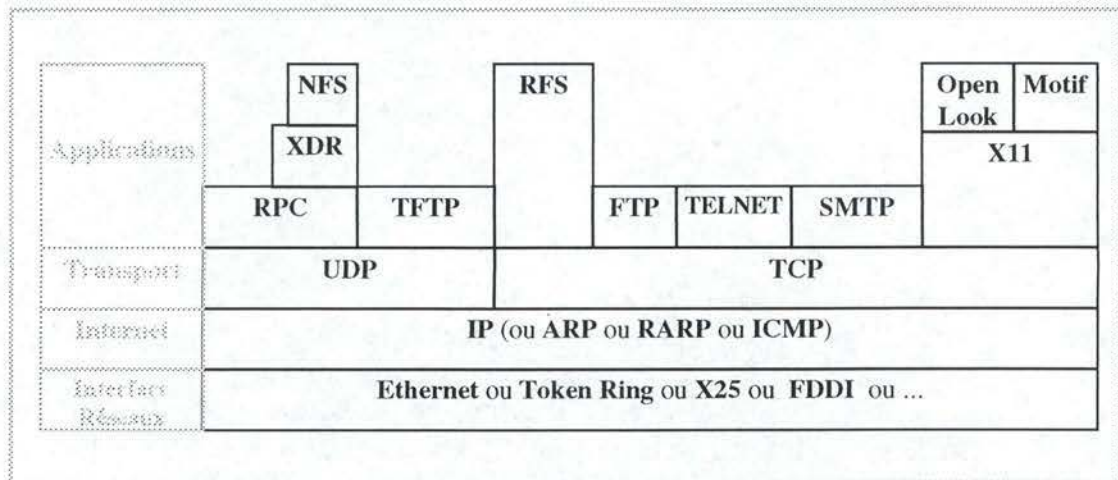 NFS RFS Open Motif
Look
Applications XDR X11
RPC TFTP FTP TELNET SMTP
Transport UDP TCP
Internet IP (ou ARP ou RARP ou ICMP)
Interface Ethernet ou Token Ring ou X25 ou FDDI ou ...
Réseaux